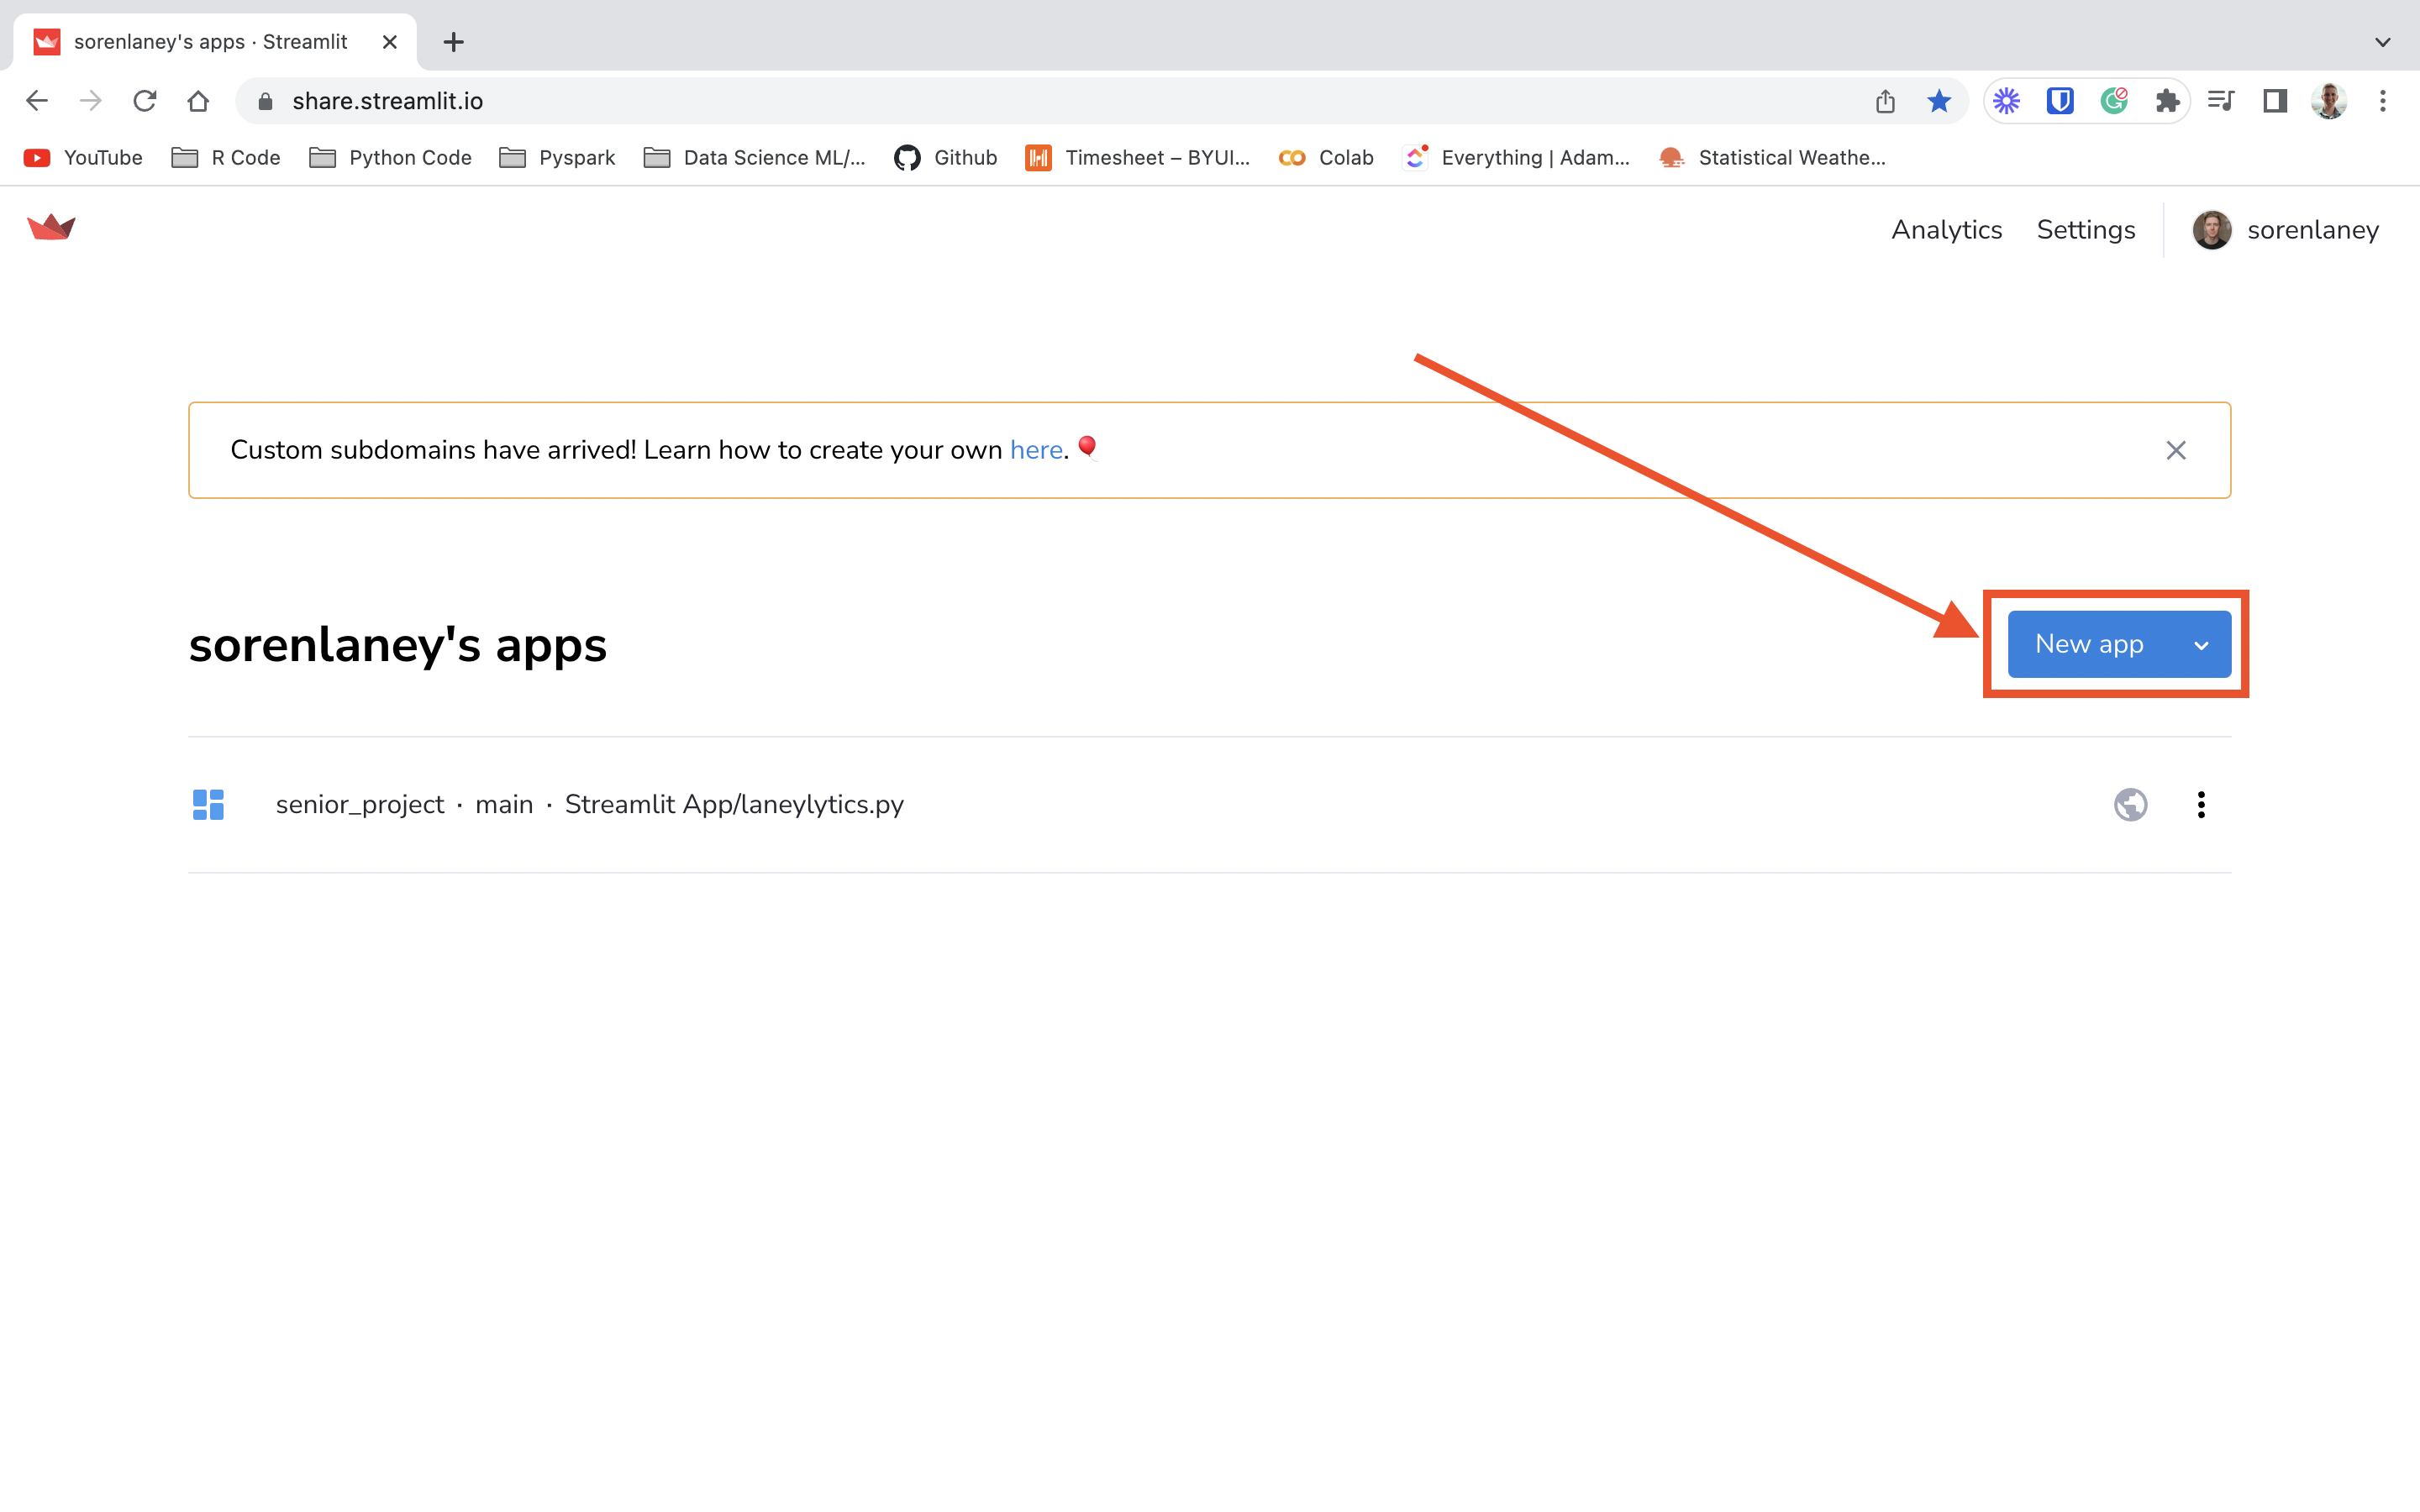 sorenlaney's apps · Streamlit
share.streamlit.io
YouTube R Code Python Code Pyspark Data Science ML/... Github Timesheet – BYUI... Colab Everything | Adam... Statistical Weathe...
Analytics Settings sorenlaney
Custom subdomains have arrived! Learn how to create your own here. 🎈
sorenlaney's apps
New app
senior_project · main · Streamlit App/laneylytics.py